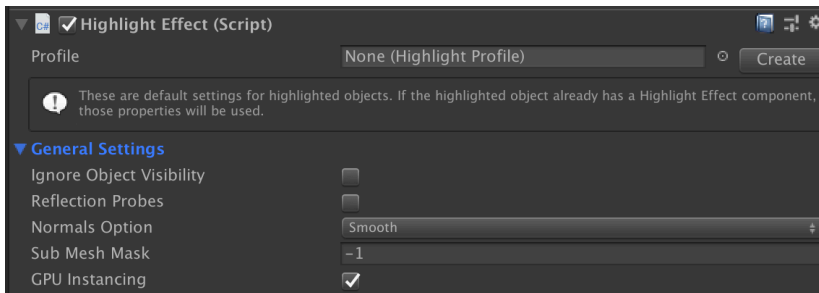 C# Highlight Effect (Script)
Profile None (Highlight Profile) Create
These are default settings for highlighted objects. If the highlighted object already has a Highlight Effect component,
those properties will be used.
General Settings
Ignore Object Visibility
Reflection Probes
Normals Option Smooth
Sub Mesh Mask -1
GPU Instancing